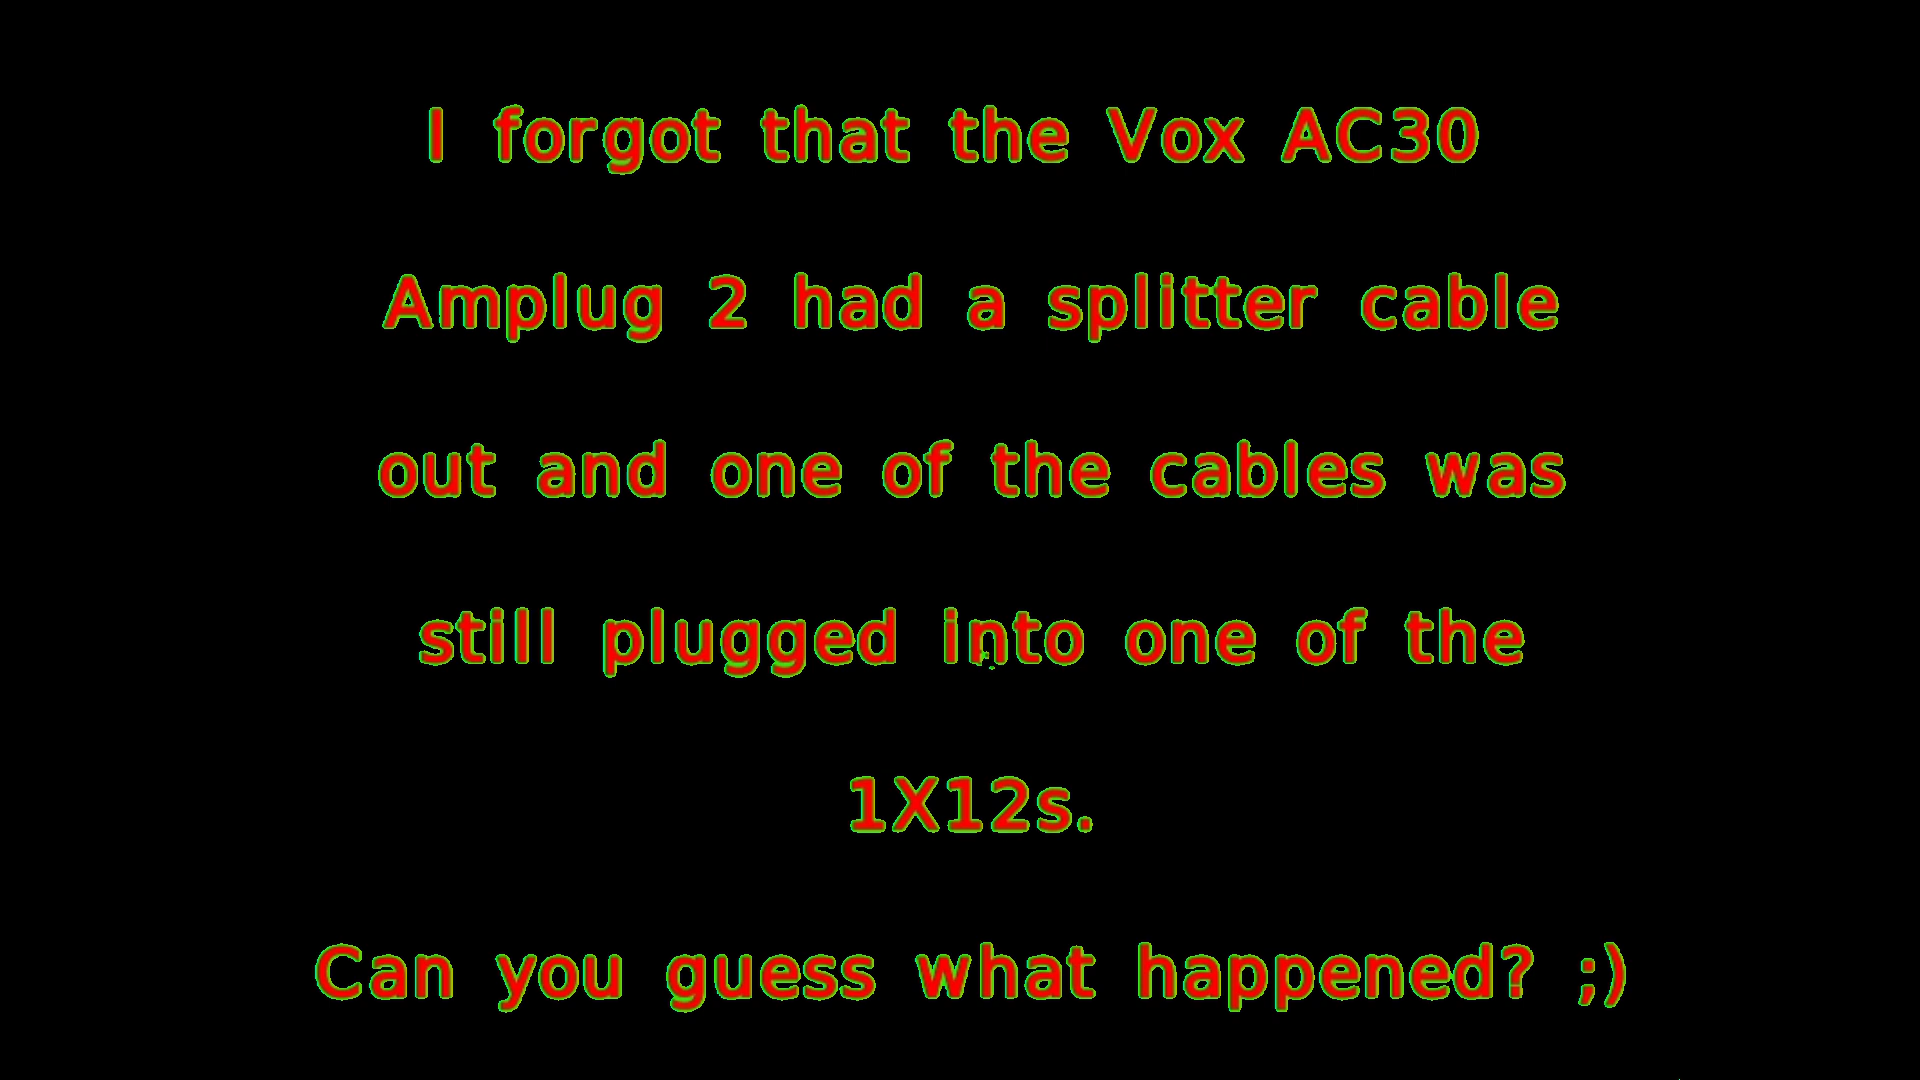 I forgot that the Vox AC30
Amplug 2 had a splitter cable
out and one of the cables was
still plugged into one of the
1X12s.
Can you guess what happened? ;)